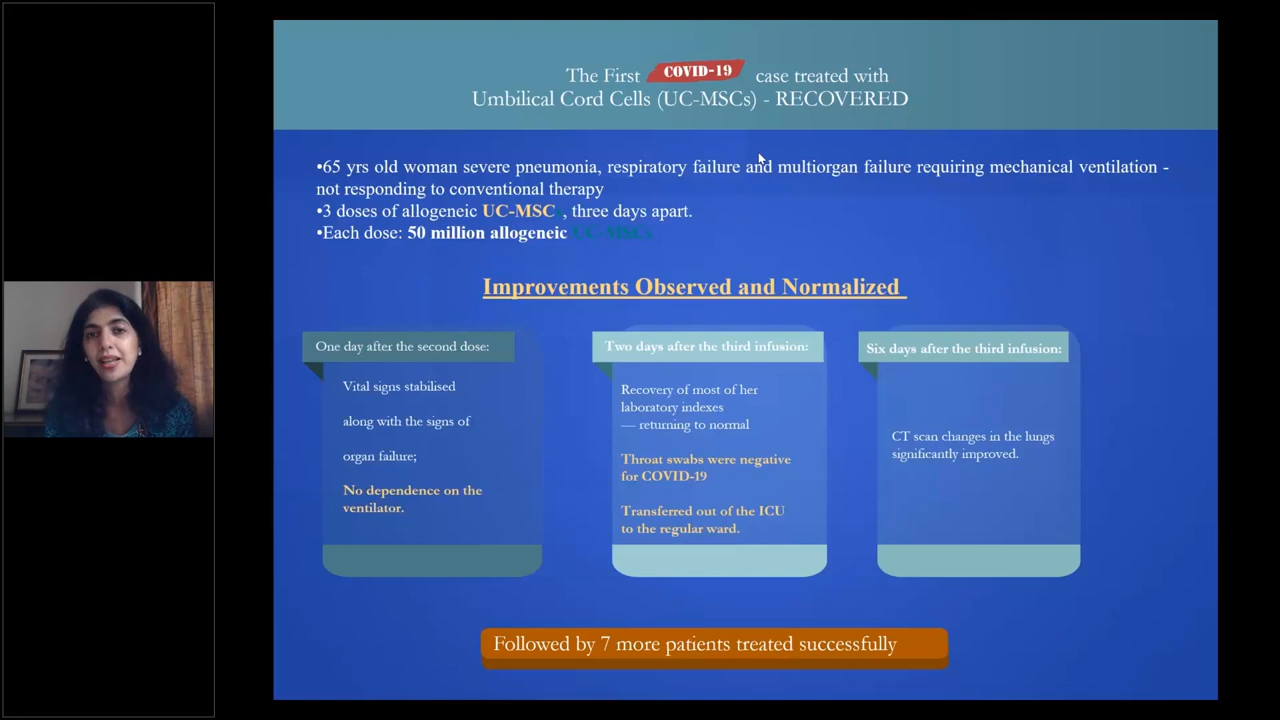 The First COVID-19 case treated with
Umbilical Cord Cells (UC-MSCs) - RECOVERED
•65 yrs old woman severe pneumonia, respiratory failure and multiorgan failure requiring mechanical ventilation -
not responding to conventional therapy
•3 doses of allogeneic UC-MSCs, three days apart.
•Each dose: 50 million allogeneic UC-MSCs
Improvements Observed and Normalized
One day after the second dose:
Vital signs stabilised
along with the signs of
organ failure;
No dependence on the
ventilator.
Two days after the third infusion:
Recovery of most of her
laboratory indexes
— returning to normal
Throat swabs were negative
for COVID-19
Transferred out of the ICU
to the regular ward.
Six days after the third infusion:
CT scan changes in the lungs
significantly improved.
Followed by 7 more patients treated successfully